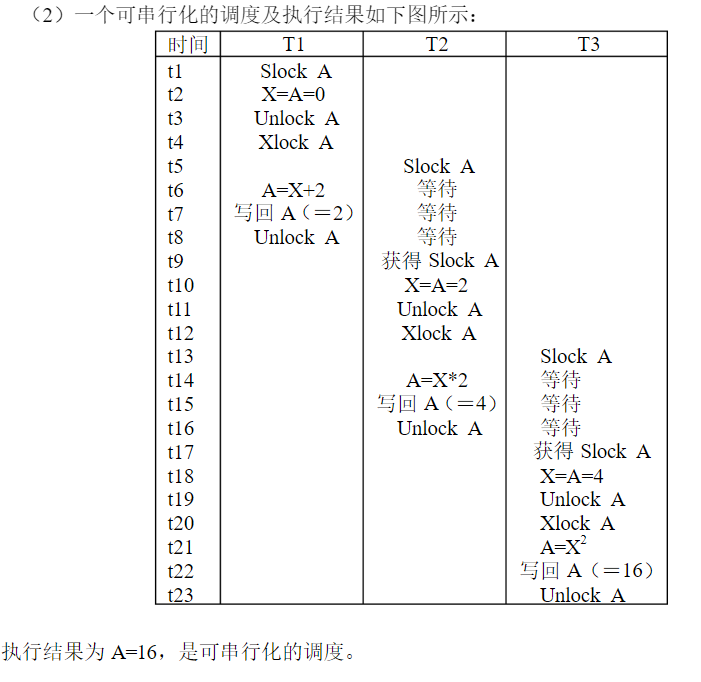 （2）一个可串行化的调度及执行结果如下图所示：
时间 T1 T2 T3
t1 Slock A
t2 X=A=0
t3 Unlock A
t4 Xlock A
t5 Slock A
t6 A=X+2 等待
t7 写回 A（＝2） 等待
t8 Unlock A 等待
t9 获得 Slock A
t10 X=A=2
t11 Unlock A
t12 Xlock A
t13 Slock A
t14 A=X*2 等待
t15 写回 A（＝4） 等待
t16 Unlock A 等待
t17 获得 Slock A
t18 X=A=4
t19 Unlock A
t20 Xlock A
t21 A=X²
t22 写回 A（＝16）
t23 Unlock A
执行结果为 A=16，是可串行化的调度。